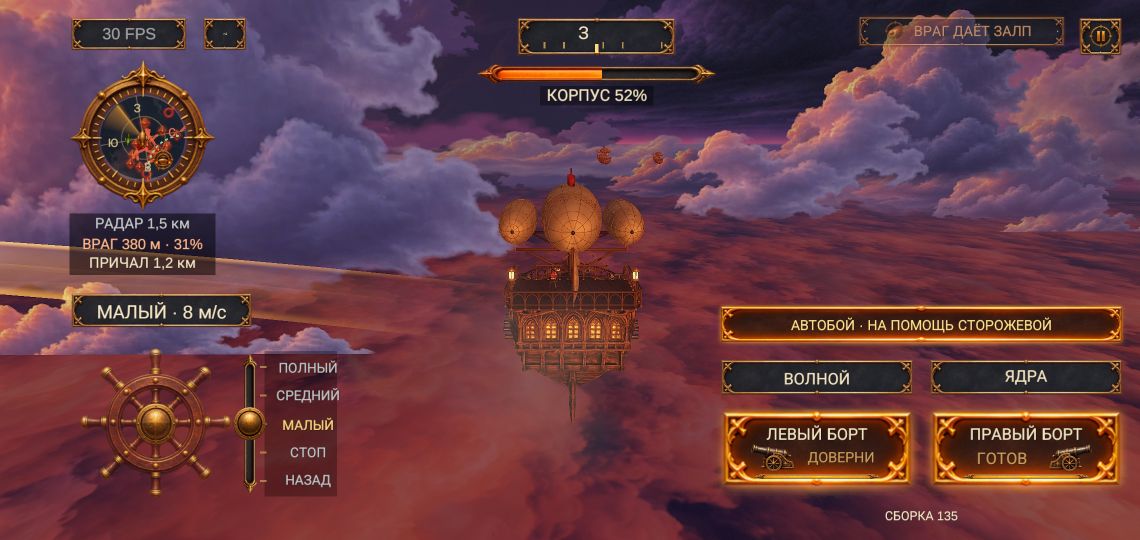 30 FPS
З
ВРАГ ДАЁТ ЗАЛП
КОРПУС 52%
З
С
Ю
В
РАДАР 1,5 км
ВРАГ 380 м · 31%
ПРИЧАЛ 1,2 км
МАЛЫЙ · 8 м/с
ПОЛНЫЙ
СРЕДНИЙ
МАЛЫЙ
СТОП
НАЗАД
АВТОБОЙ · НА ПОМОЩЬ СТОРОЖЕВОЙ
ВОЛНОЙ
ЯДРА
ЛЕВЫЙ БОРТ
ДОВЕРНИ
ПРАВЫЙ БОРТ
ГОТОВ
СБОРКА 135